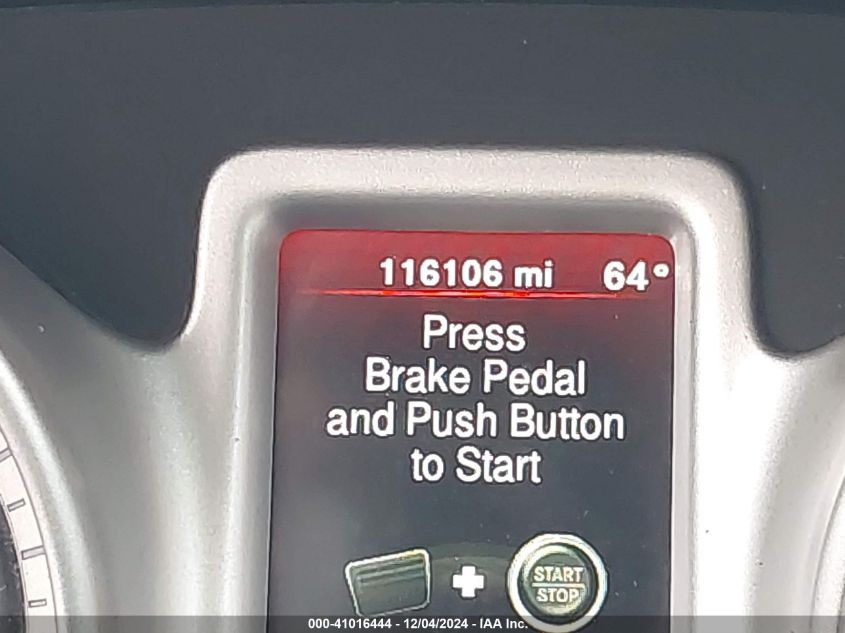 116106 mi 64°
Press
Brake Pedal
and Push Button
to Start
START
STOP
000-41016444 - 12/04/2024 - IAA Inc.